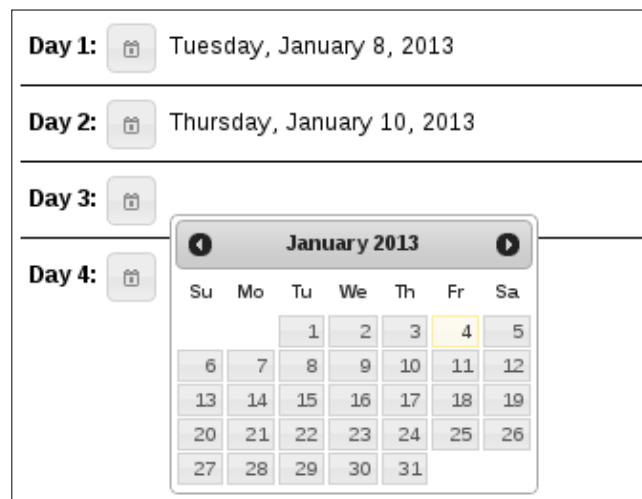 Day 1: Tuesday, January 8, 2013
Day 2: Thursday, January 10, 2013
Day 3:
January 2013
Day 4:
Su Mo Tu We Th Fr Sa
1 2 3 4 5
6 7 8 9 10 11 12
13 14 15 16 17 18 19
20 21 22 23 24 25 26
27 28 29 30 31